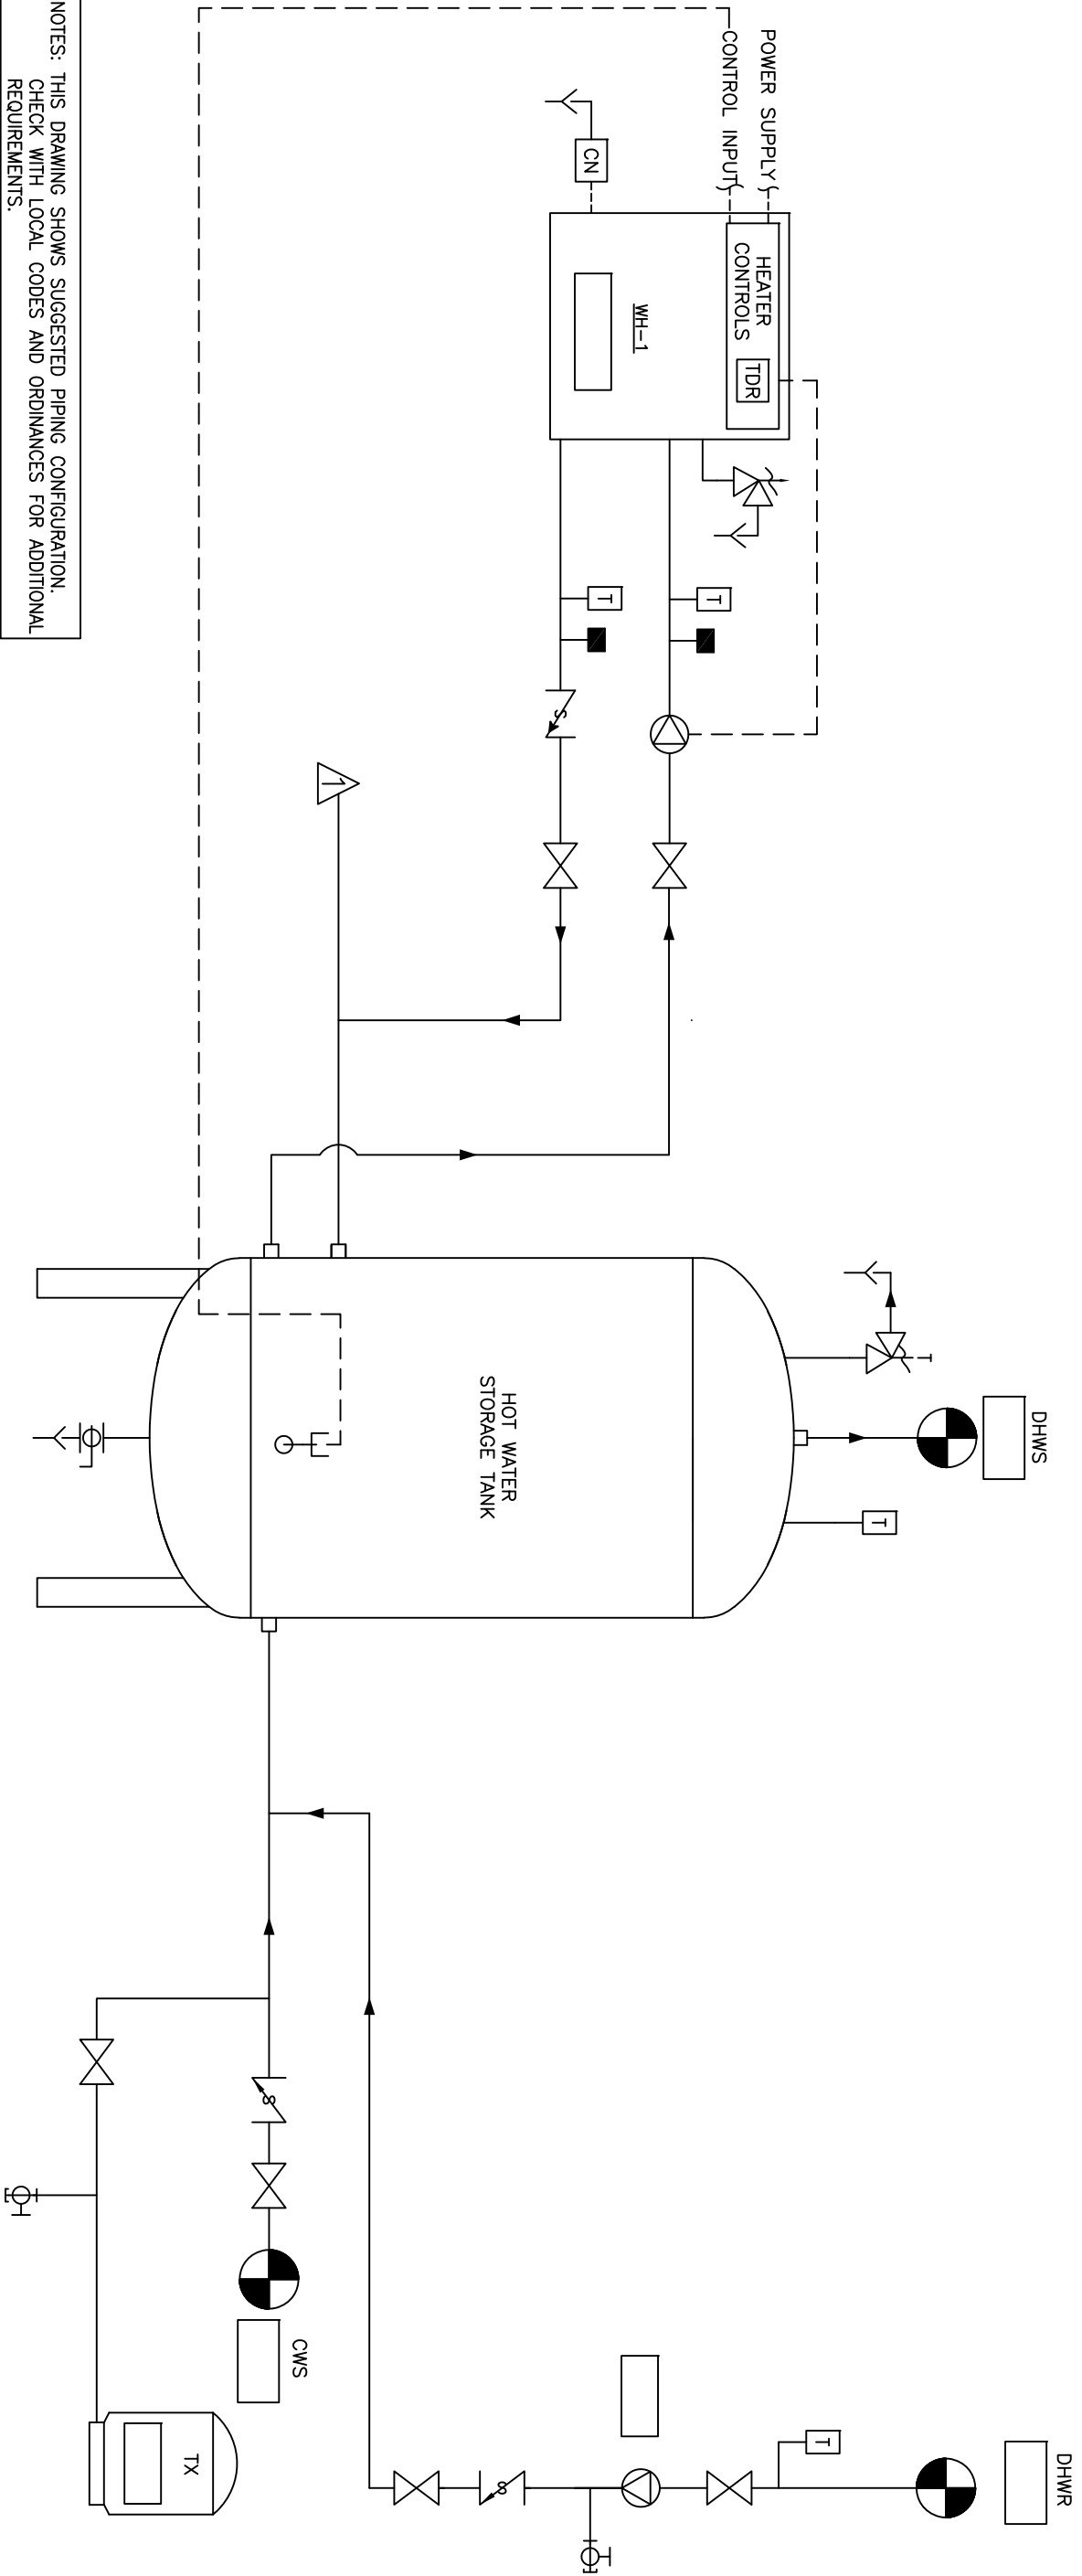 POWER SUPPLY
CONTROL INPUT
HEATER
CONTROLS
TDR
CN
WH-1
T
T
1
HOT WATER
STORAGE TANK
DHWS
T
DHWR
T
S
S
S
CWS
TX
NOTES: THIS DRAWING SHOWS SUGGESTED PIPING CONFIGURATION.
CHECK WITH LOCAL CODES AND ORDINANCES FOR ADDITIONAL
REQUIREMENTS.